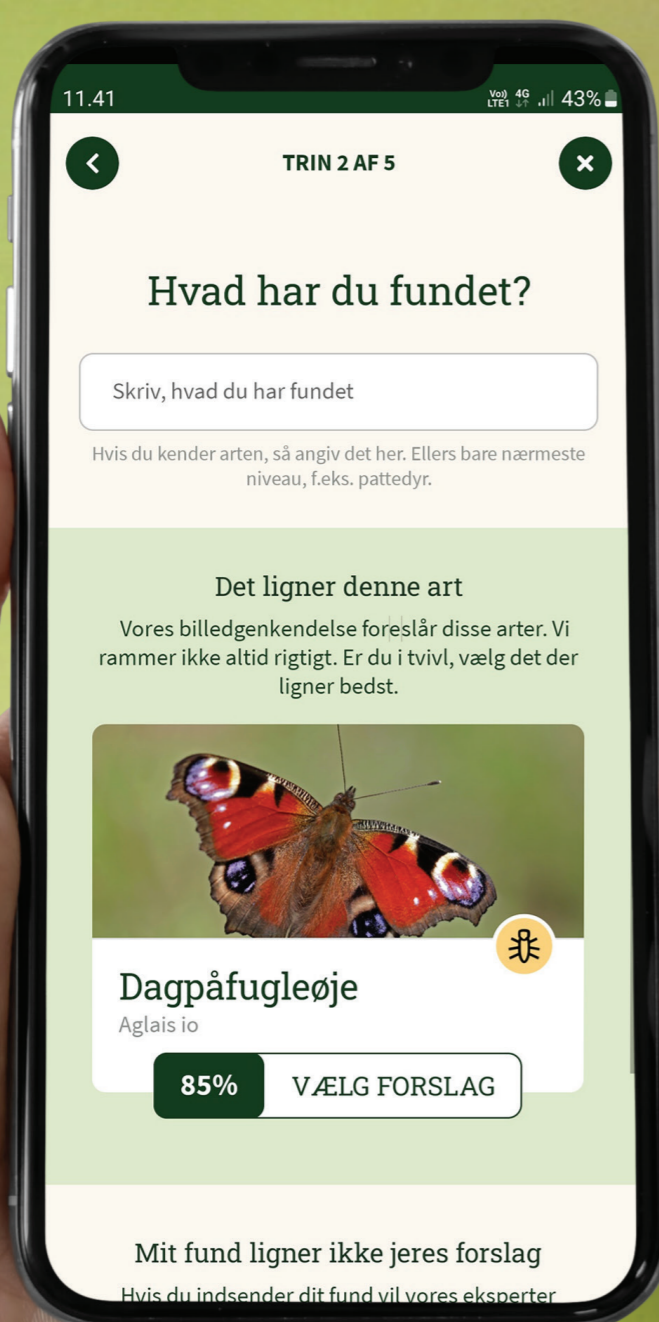 11.41
Vo)) LTE1 4G 43%
TRIN 2 AF 5
Hvad har du fundet?
Skriv, hvad du har fundet
Hvis du kender arten, så angiv det her. Ellers bare nærmeste
niveau, f.eks. pattedyr.
Det ligner denne art
Vores billedgenkendelse foreslår disse arter. Vi
rammer ikke altid rigtigt. Er du i tvivl, vælg det der
ligner bedst.
Dagpåfugleøje
Aglais io
85% VÆLG FORSLAG
Mit fund ligner ikke jeres forslag
Hvis du indsender dit fund vil vores eksperter